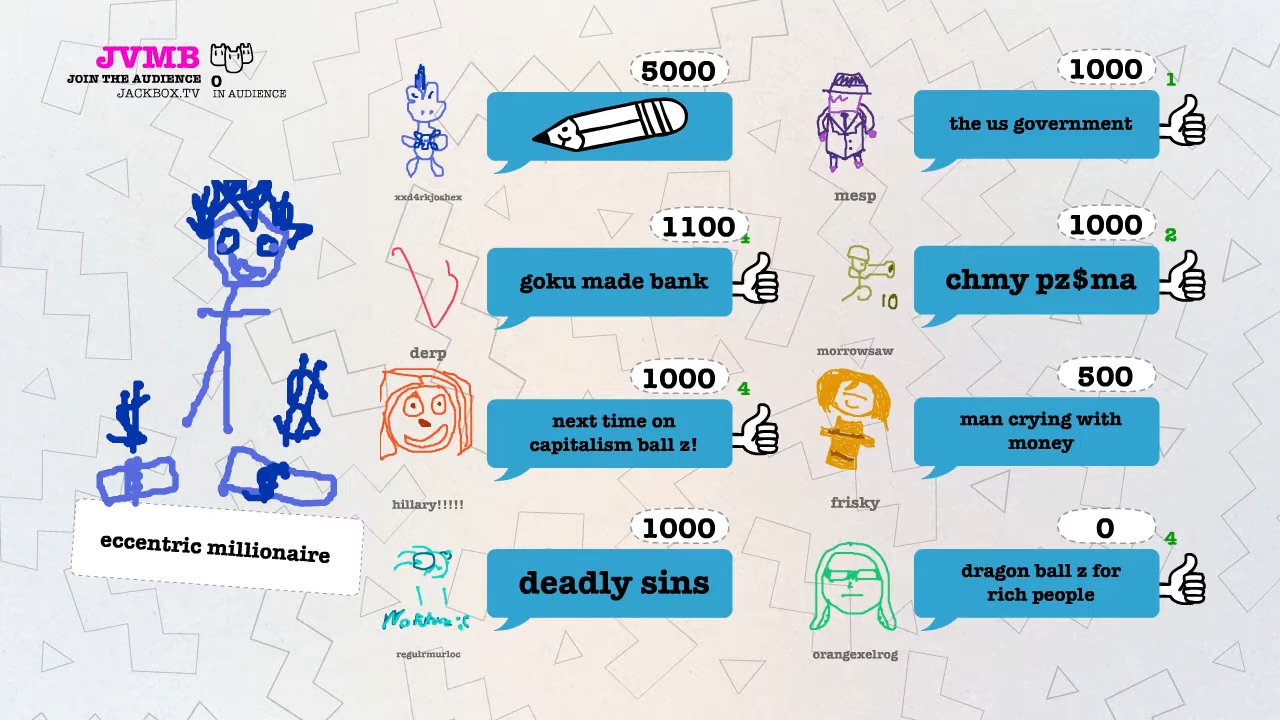 JVMB
JOIN THE AUDIENCE
JACKBOX.TV
0
IN AUDIENCE
eccentric millionaire
5000
xxd4rkjoshex
1000
1
the us government
mesp
1100
4
goku made bank
derp
1000
2
chmy pz$ma
morrowsaw
10
1000
4
next time on
capitalism ball z!
hillary!!!!!
500
man crying with
money
frisky
1000
deadly sins
regulrmurloc
0
4
dragon ball z for
rich people
orangexelrog